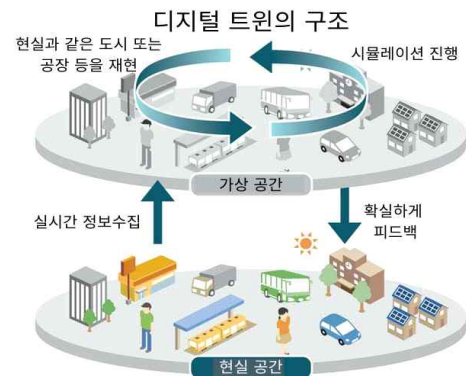 디지털 트윈의 구조
현실과 같은 도시 또는
공장 등을 재현
시뮬레이션 진행
가상 공간
실시간 정보수집
확실하게
피드백
현실 공간